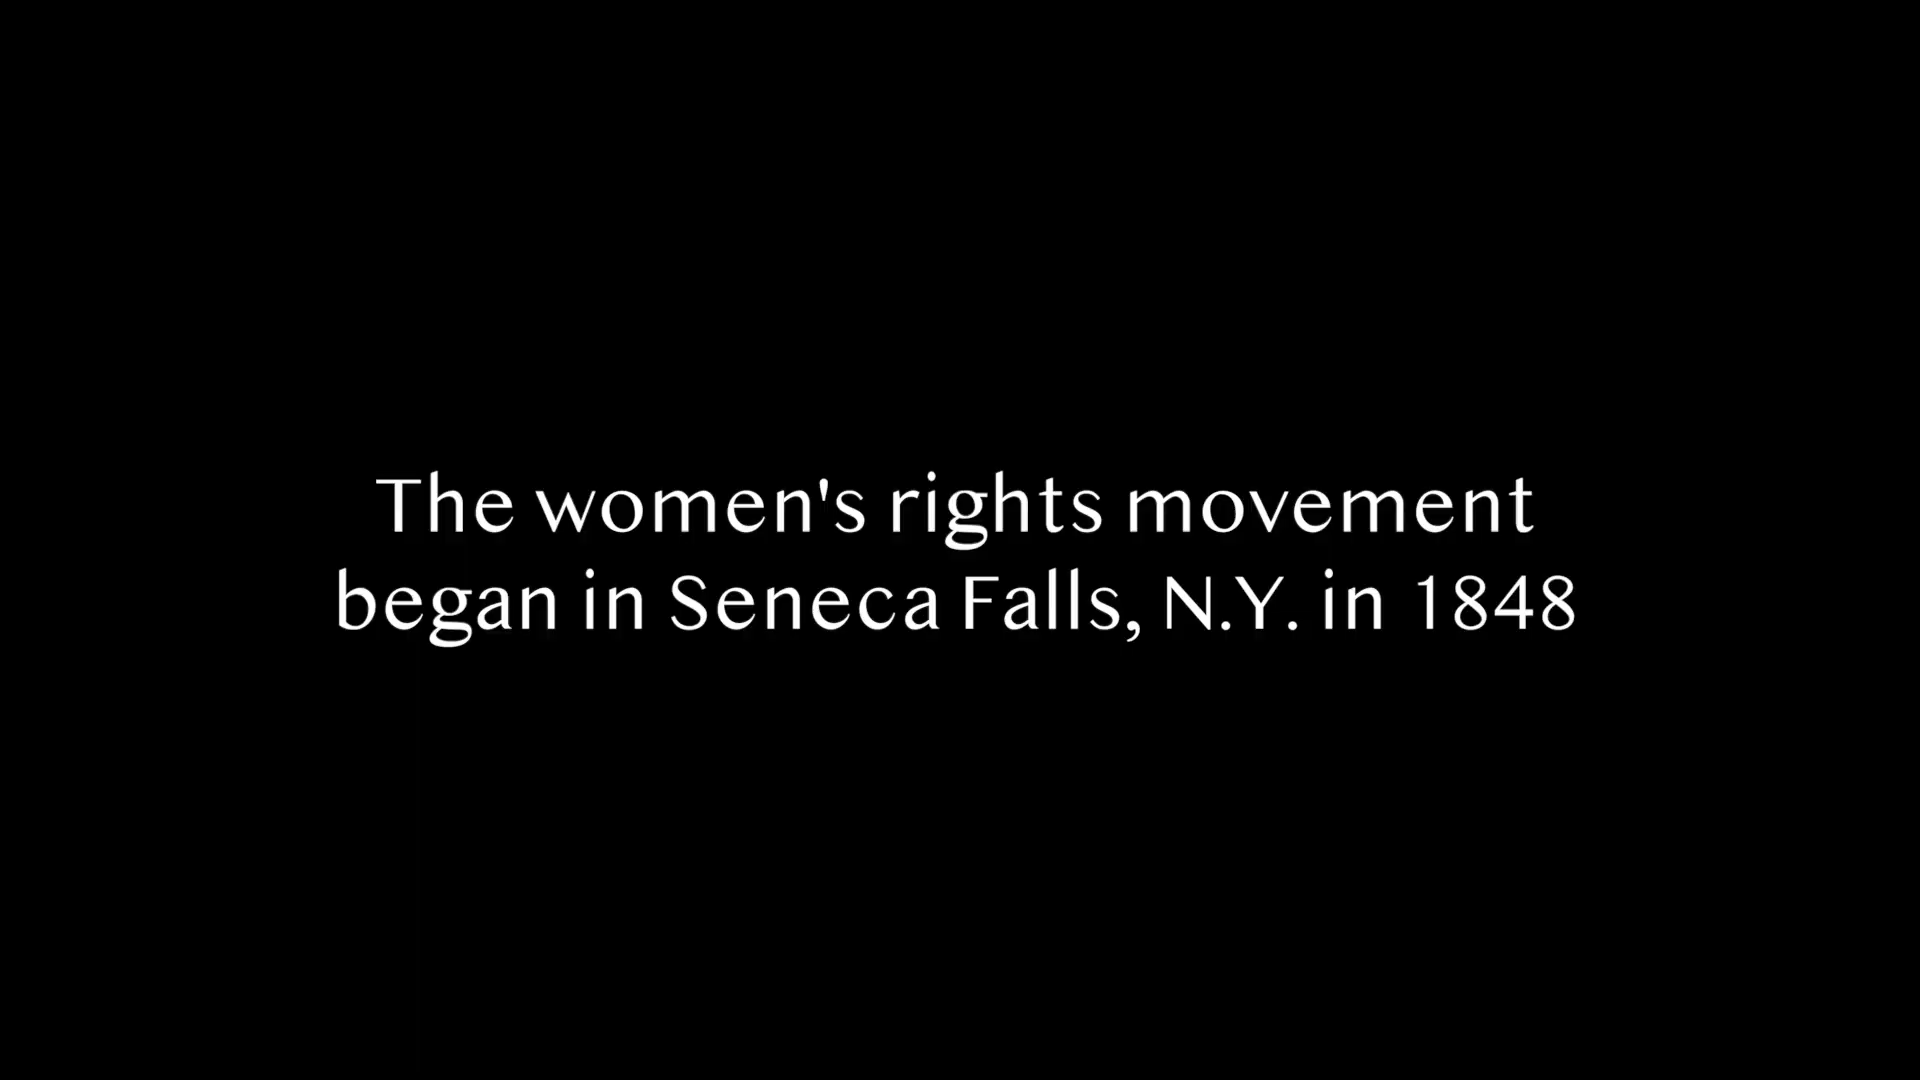 The women's rights movement
began in Seneca Falls, N.Y. in 1848